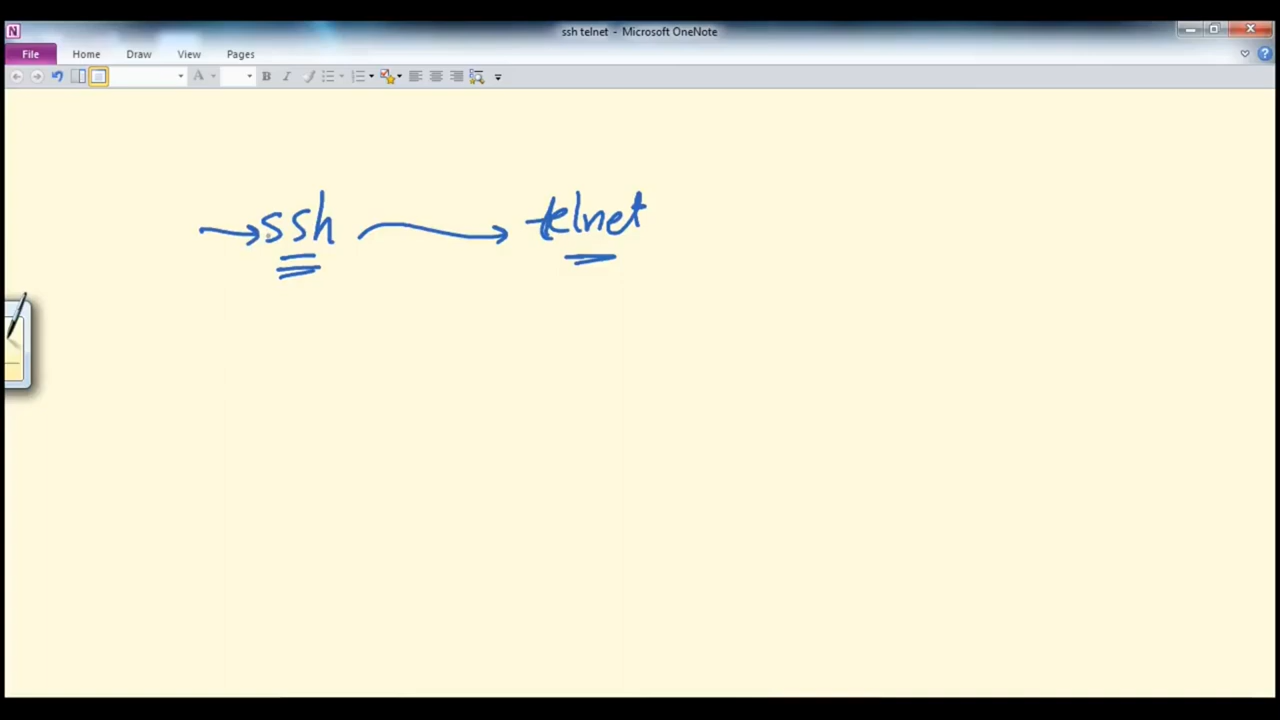 ssh telnet - Microsoft OneNote
File Home Draw View Pages
A B I
→ ssh → telnet